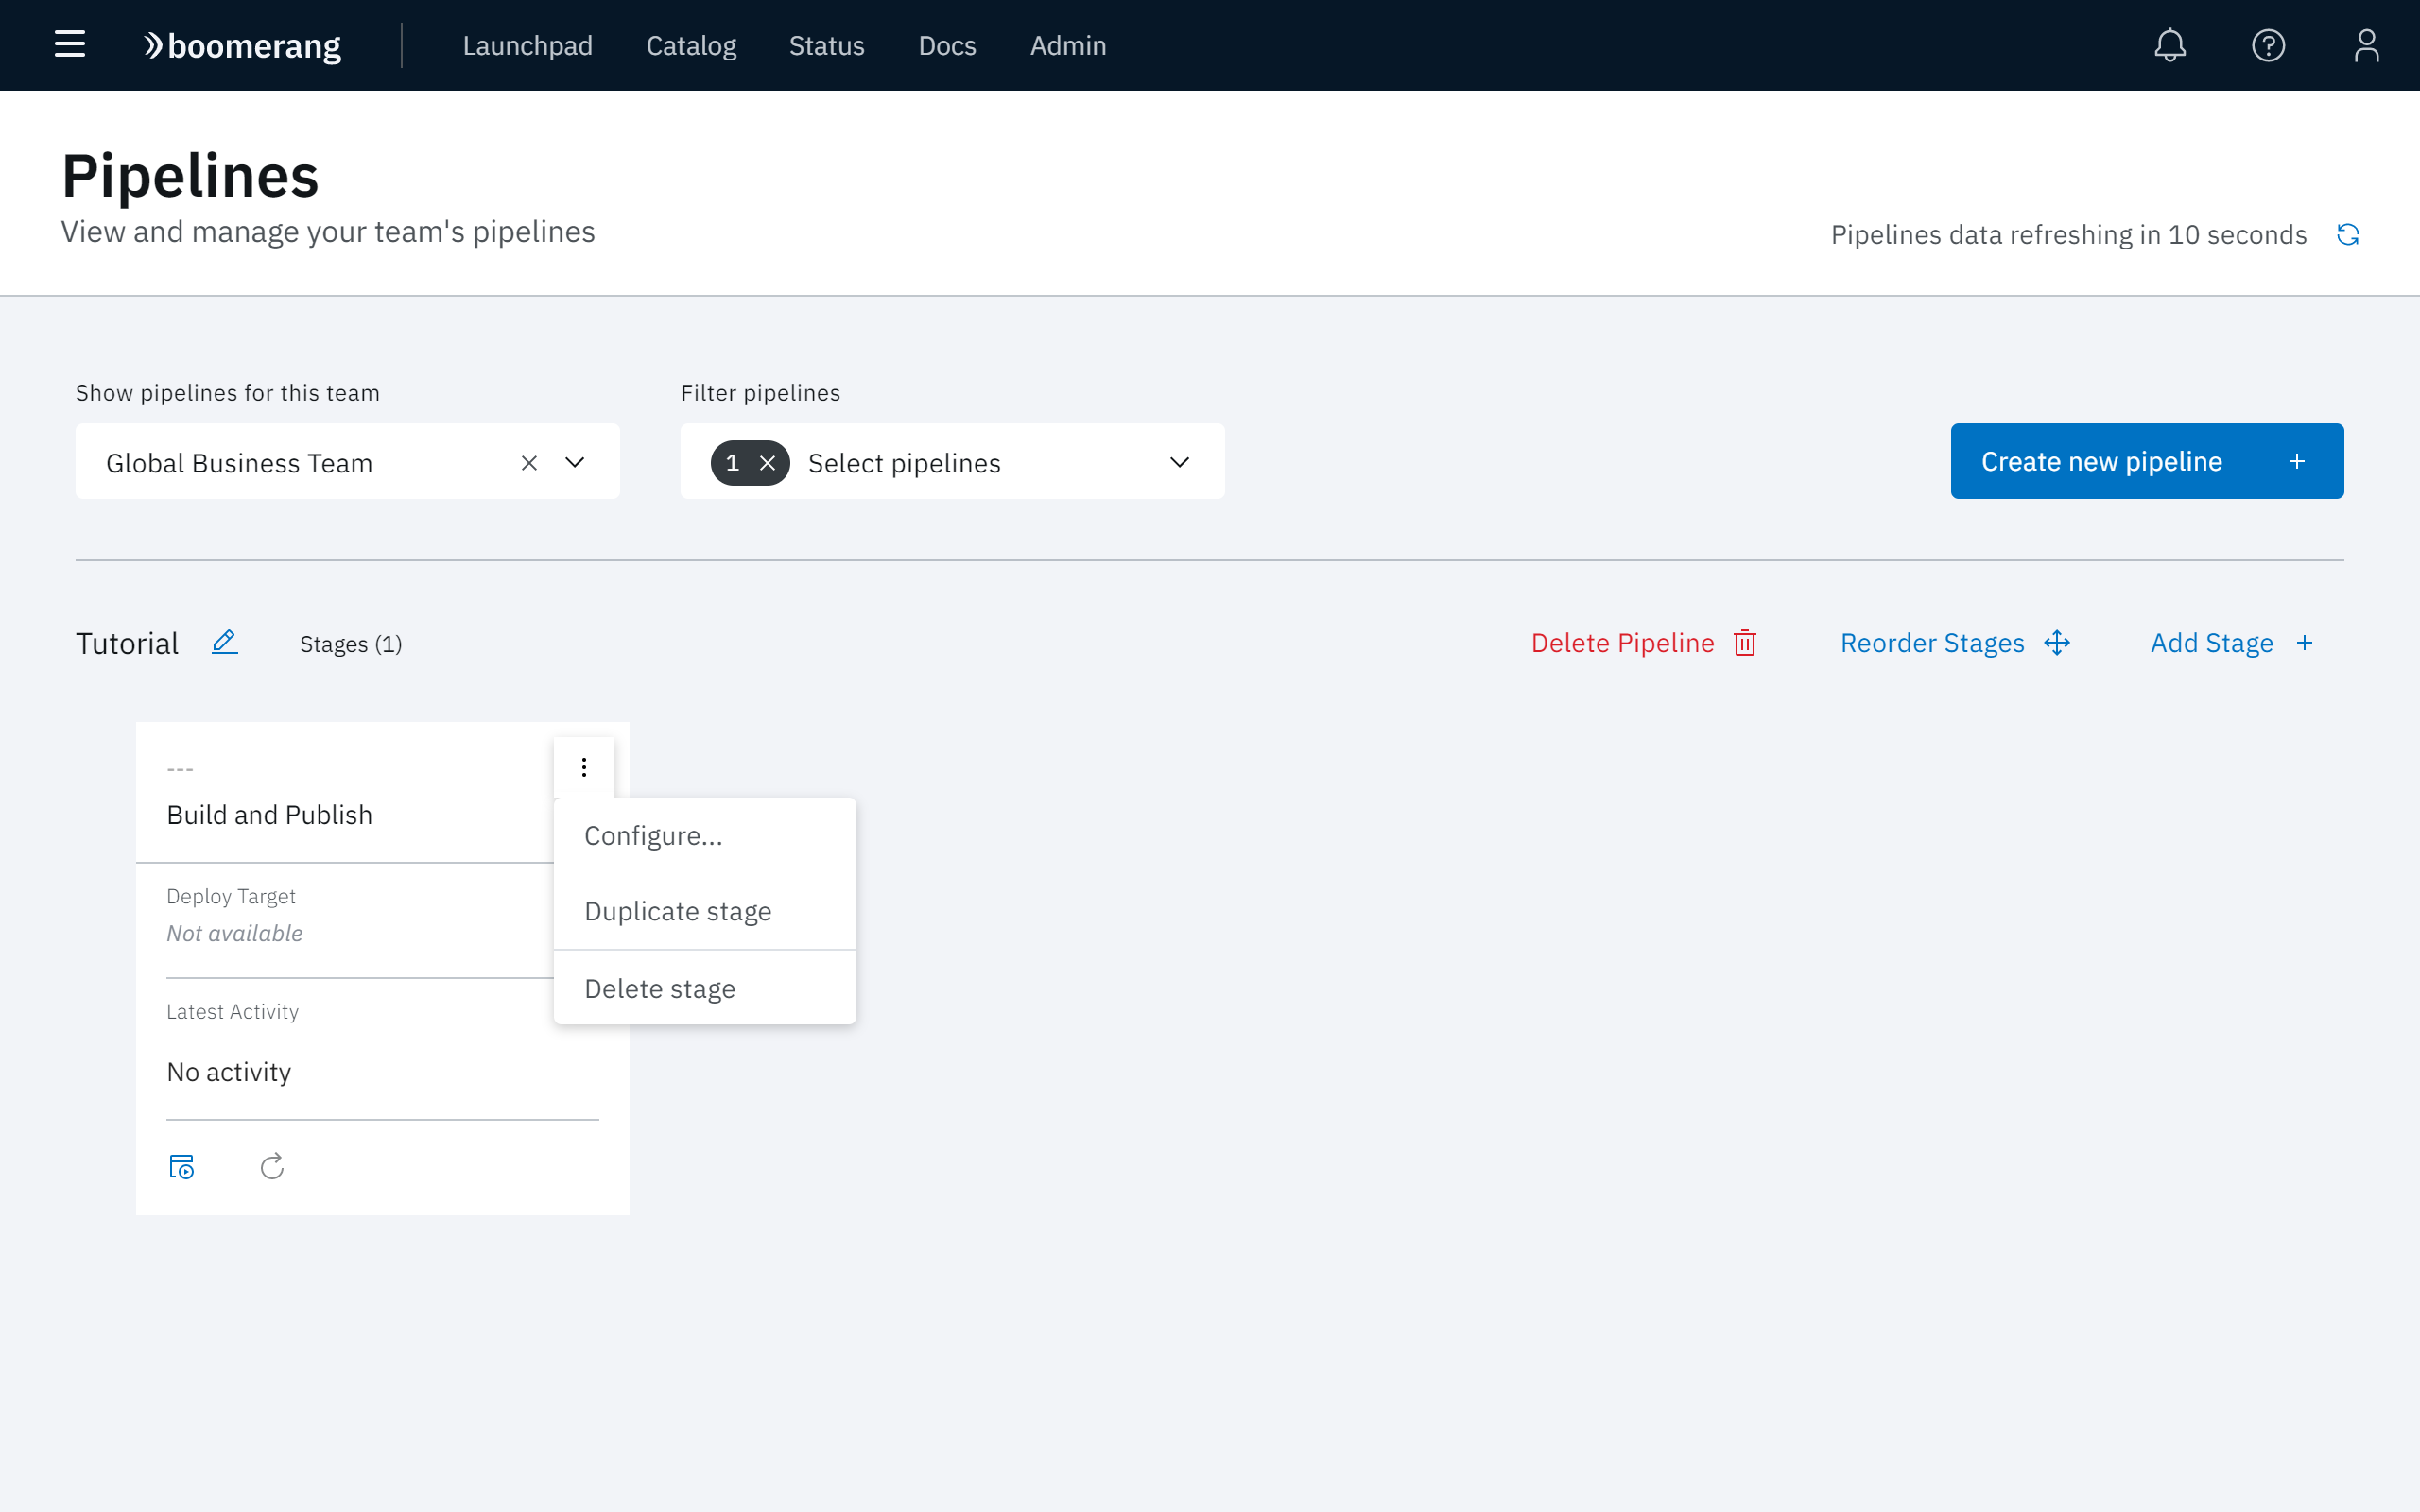 boomerang Launchpad Catalog Status Docs Admin
Pipelines
View and manage your team's pipelines
Pipelines data refreshing in 10 seconds
Show pipelines for this team
Filter pipelines
Global Business Team
1 Select pipelines
Create new pipeline +
Tutorial Stages (1) Delete Pipeline Reorder Stages Add Stage +
---
Build and Publish
Configure...
Deploy Target
Duplicate stage
Not available
Delete stage
Latest Activity
No activity